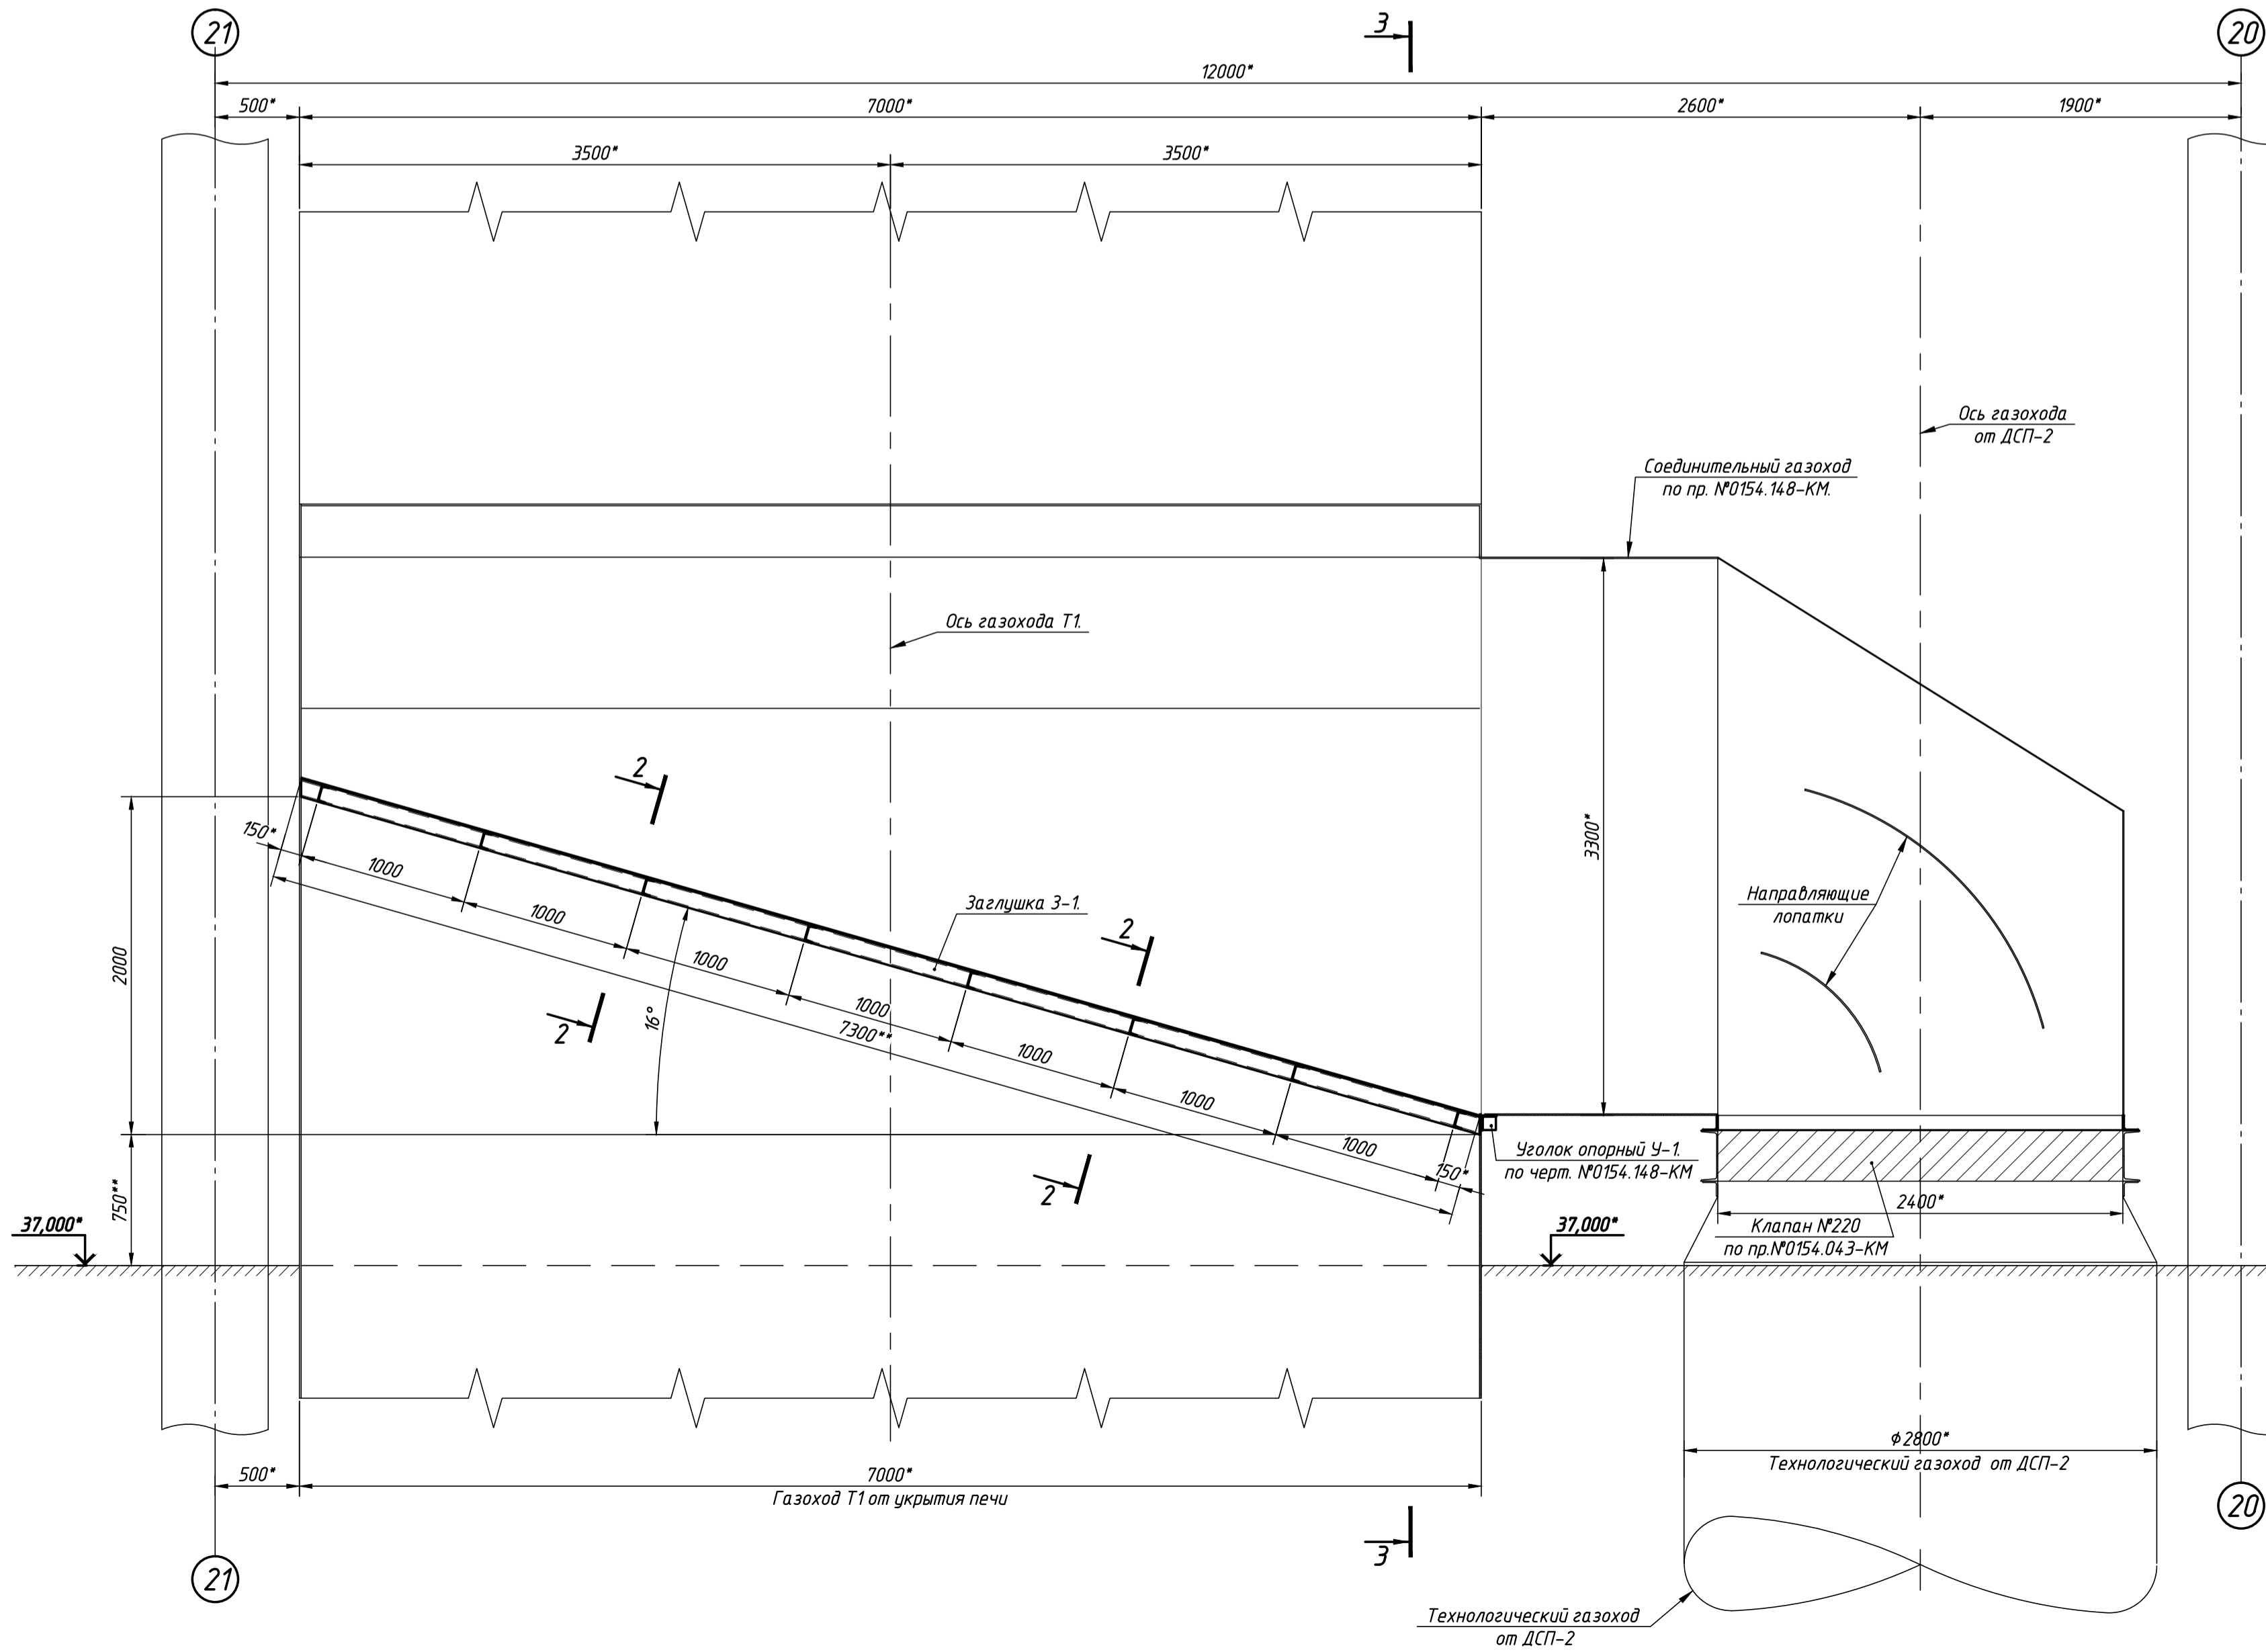 21
3
20
12000*
500*
7000*
2600*
1900*
3500*
3500*
Ось газохода
от ДСП-2
Соединительный газоход
по пр. №0154.148-КМ.
Ось газохода Т1.
2
150*
1000
1000
1000
1000
1000
1000
1000
150*
7300**
16°
Заглушка З-1.
2
2
2
2000
750**
3300*
Направляющие
лопатки
Уголок опорный У-1.
по черт. №0154.148-КМ
2400*
Клапан №220
по пр.№0154.043-КМ
37,000*
37,000*
ϕ2800*
Технологический газоход от ДСП-2
500*
7000*
Газоход Т1 от укрытия печи
20
3
21
Технологический газоход
от ДСП-2